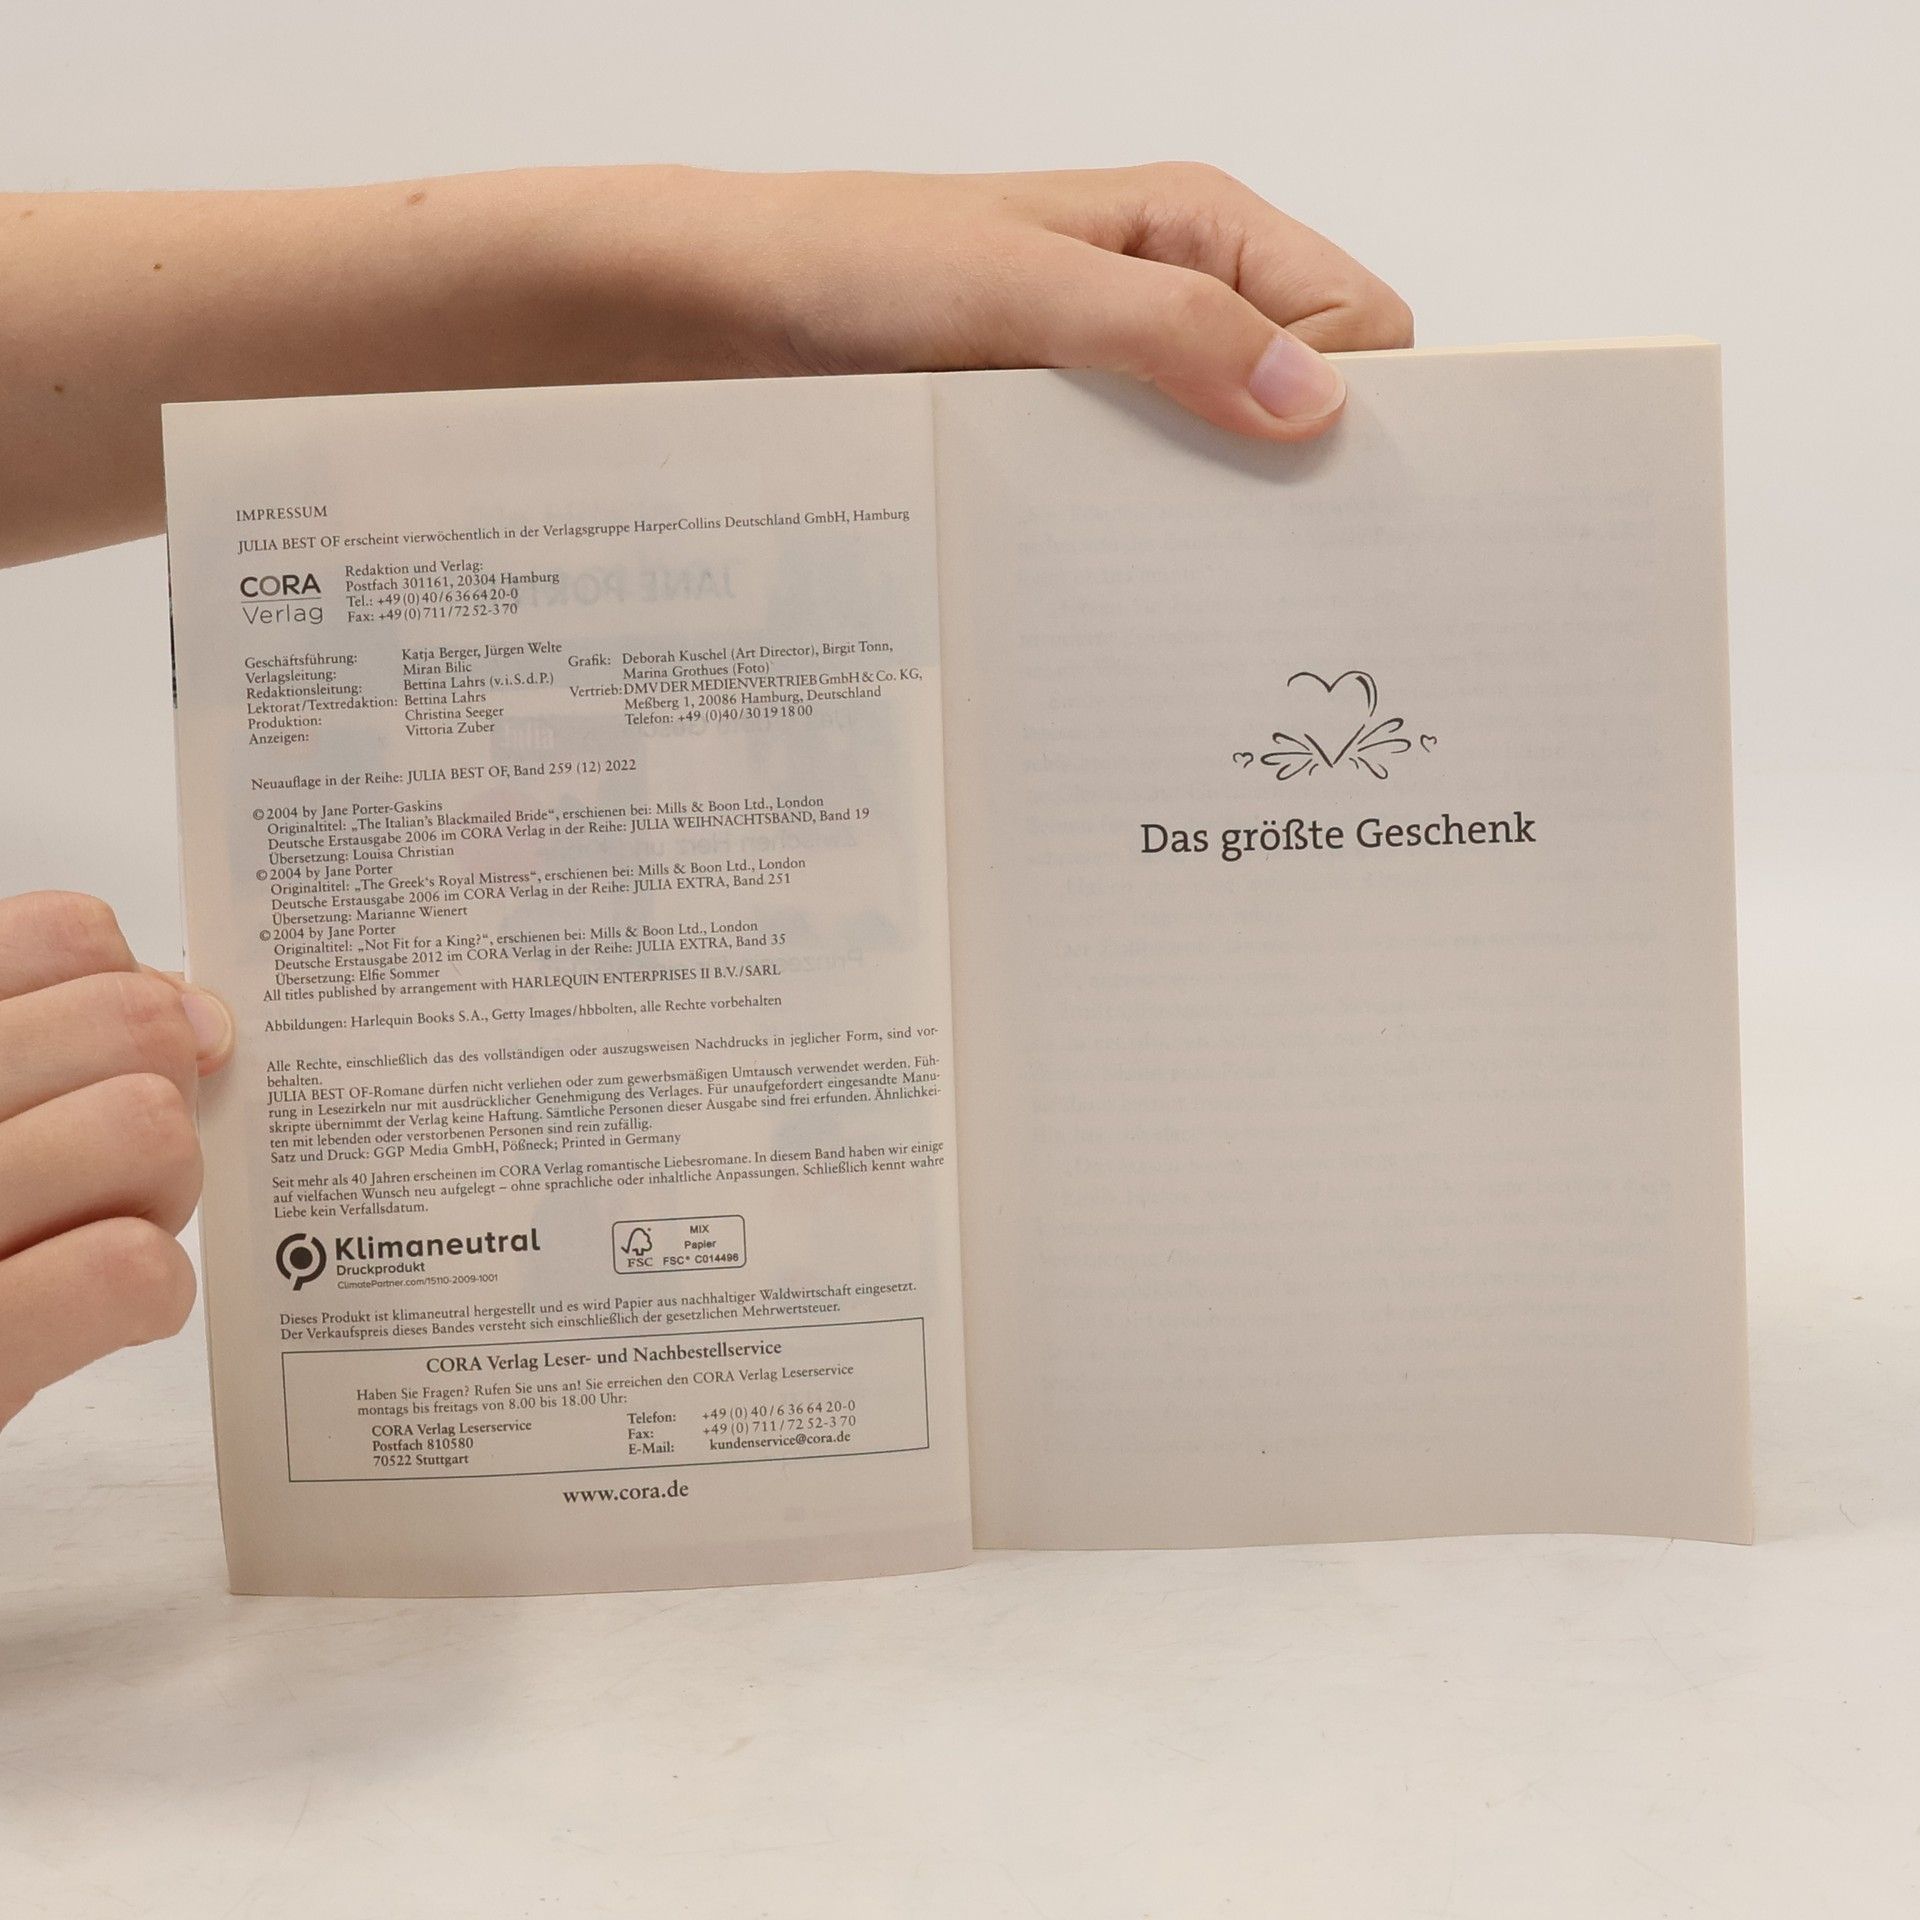 IMPRESSUM
JULIA BEST OF erscheint vierwöchentlich in der Verlagsgruppe HarperCollins Deutschland GmbH, Hamburg
CORA
Verlag
Redaktion und Verlag:
Postfach 301161, 20304 Hamburg
Tel.: +49(0)40/6366420-0
Fax: +49(0)711/7252-370
Geschäftsführung: Katja Berger, Jürgen Welte
Verlagsleitung: Miran Bilic
Redaktionsleitung: Bettina Lahrs (v.i.S.d.P.)
Lektorat/Textredaktion: Bettina Lahrs
Produktion: Christina Seeger
Anzeigen: Vittoria Zuber
Grafik: Deborah Kuschel (Art Director), Birgit Tonn,
Marina Grothues (Foto)
Vertrieb: DMV DER MEDIENVERTRIEB GmbH & Co. KG,
Meßberg 1, 20086 Hamburg, Deutschland
Telefon: +49 (0)40/30191800
Neuauflage in der Reihe: JULIA BEST OF, Band 259 (12) 2022
© 2004 by Jane Porter-Gaskins
Originaltitel: „The Italian's Blackmailed Bride“, erschienen bei: Mills & Boon Ltd., London
Deutsche Erstausgabe 2006 im CORA Verlag in der Reihe: JULIA WEIHNACHTSBAND, Band 19
Übersetzung: Louisa Christian
© 2004 by Jane Porter
Originaltitel: „The Greek‘s Royal Mistress“, erschienen bei: Mills & Boon Ltd., London
Deutsche Erstausgabe 2006 im CORA Verlag in der Reihe: JULIA EXTRA, Band 251
Übersetzung: Marianne Wienert
© 2004 by Jane Porter
Originaltitel: „Not Fit for a King?“, erschienen bei: Mills & Boon Ltd., London
Deutsche Erstausgabe 2012 im CORA Verlag in der Reihe: JULIA EXTRA, Band 35
Übersetzung: Elfie Sommer
All titles published by arrangement with HARLEQUIN ENTERPRISES II B.V./SARL
Abbildungen: Harlequin Books S.A., Getty Images/hbbolten, alle Rechte vorbehalten
Alle Rechte, einschließlich das des vollständigen oder auszugsweisen Nachdrucks in jeglicher Form, sind vor-
behalten.
JULIA BEST OF-Romane dürfen nicht verliehen oder zum gewerbsmäßigen Umtausch verwendet werden. Füh-
rung in Lesezirkeln nur mit ausdrücklicher Genehmigung des Verlages. Für unaufgefordert eingesandte Manu-
skripte übernimmt der Verlag keine Haftung. Sämtliche Personen dieser Ausgabe sind frei erfunden. Ähnlichkei-
ten mit lebenden oder verstorbenen Personen sind rein zufällig.
Satz und Druck: GGP Media GmbH, Pößneck; Printed in Germany
Seit mehr als 40 Jahren erscheinen im CORA Verlag romantische Liebesromane. In diesem Band haben wir einige
auf vielfachen Wunsch neu aufgelegt – ohne sprachliche oder inhaltliche Anpassungen. Schließlich kennt wahre
Liebe kein Verfallsdatum.
Klimaneutral
Druckprodukt
ClimatePartner.com/15110-2009-1001
FSC
MIX
Papier
FSC® C014496
Dieses Produkt ist klimaneutral hergestellt und es wird Papier aus nachhaltiger Waldwirtschaft eingesetzt.
Der Verkaufspreis dieses Bandes versteht sich einschließlich der gesetzlichen Mehrwertsteuer.
CORA Verlag Leser- und Nachbestellservice
Haben Sie Fragen? Rufen Sie uns an! Sie erreichen den CORA Verlag Leserservice
montags bis freitags von 8.00 bis 18.00 Uhr:
CORA Verlag Leserservice
Postfach 810580
70522 Stuttgart
Telefon: +49(0)40/6366420-0
Fax: +49(0)711/7252-370
E-Mail: kundenservice@cora.de
www.cora.de
Das größte Geschenk